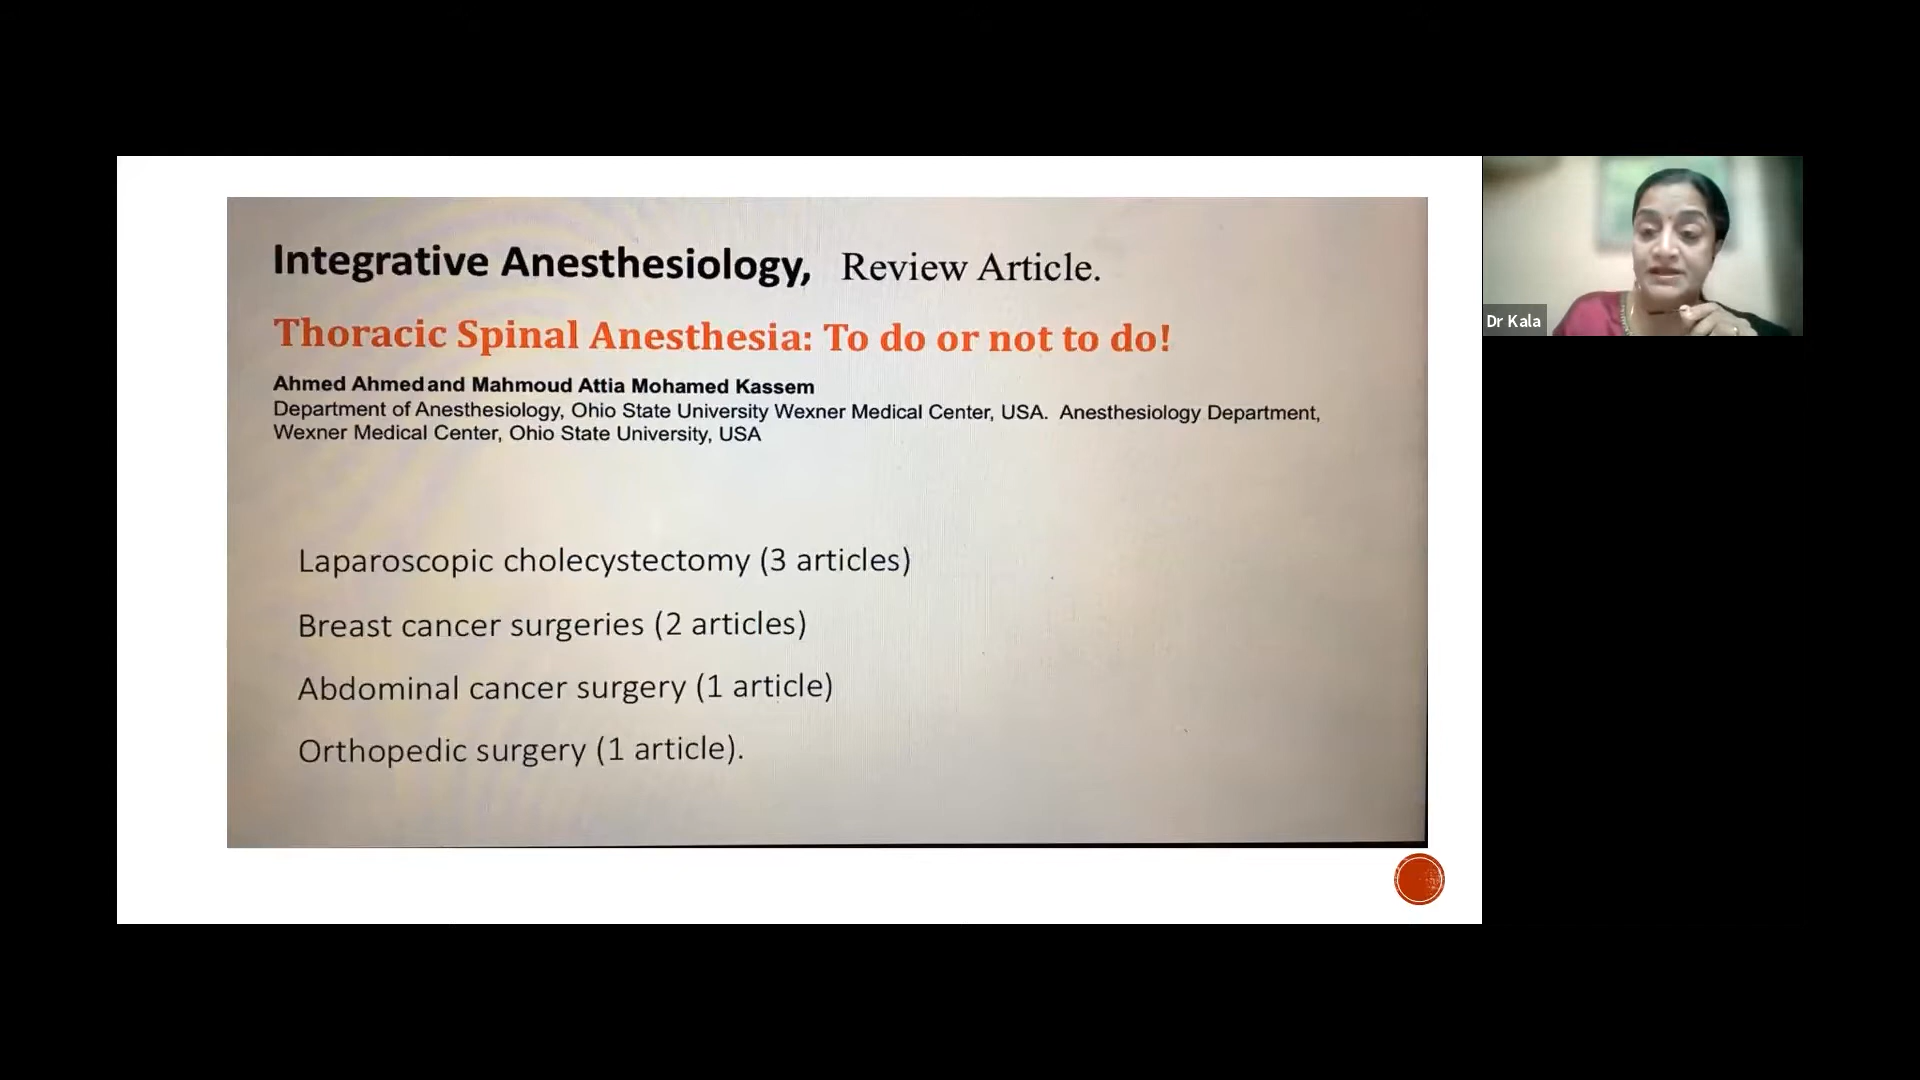 Integrative Anesthesiology, Review Article.
Thoracic Spinal Anesthesia: To do or not to do!
Ahmed Ahmed and Mahmoud Attia Mohamed Kassem
Department of Anesthesiology, Ohio State University Wexner Medical Center, USA. Anesthesiology Department,
Wexner Medical Center, Ohio State University, USA
Laparoscopic cholecystectomy (3 articles)
Breast cancer surgeries (2 articles)
Abdominal cancer surgery (1 article)
Orthopedic surgery (1 article).
Dr Kala